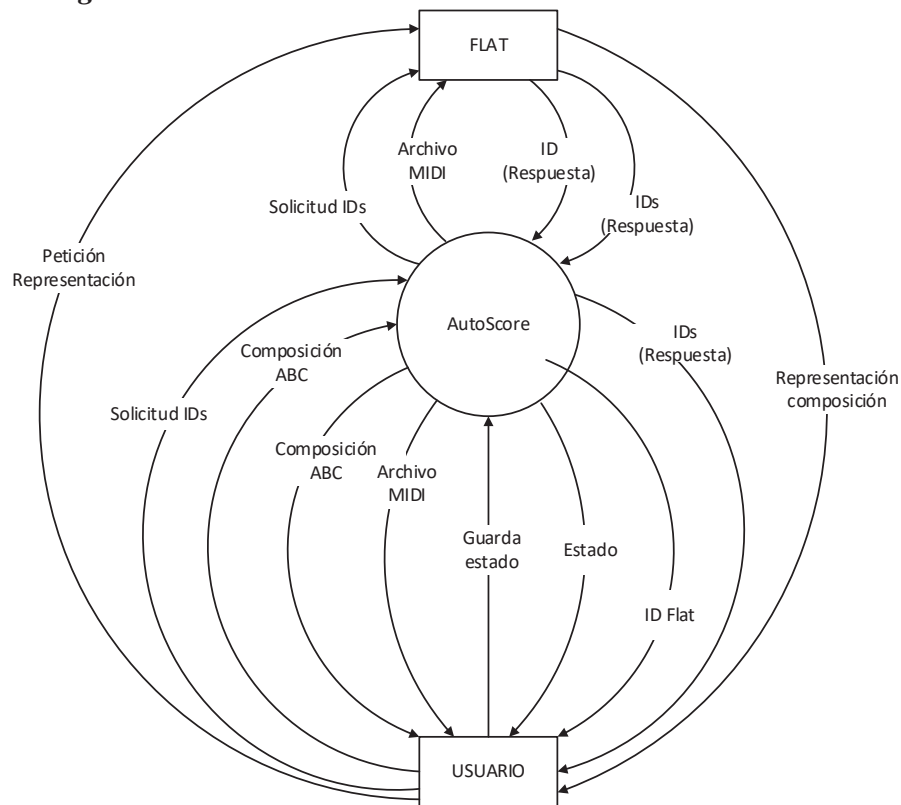 FLAT
Archivo
MIDI
ID
(Respuesta)
Solicitud IDs
IDs
(Respuesta)
Petición
Representación
AutoScore
IDs
(Respuesta)
Composición
ABC
Representación
composición
Solicitud IDs
Composición
ABC
Archivo
MIDI
Guarda
estado
Estado
ID Flat
USUARIO